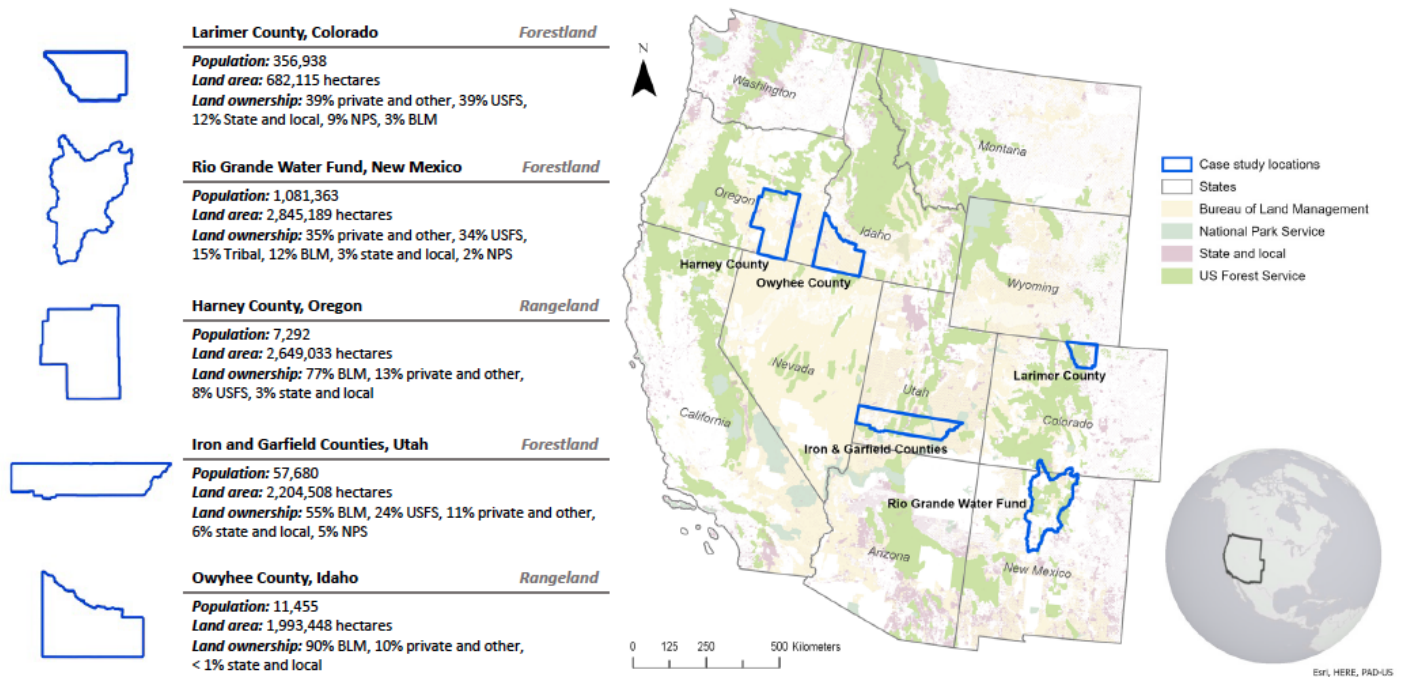 Larimer County, Colorado Forestland
Population: 356,938
Land area: 682,115 hectares
Land ownership: 39% private and other, 39% USFS,
12% State and local, 9% NPS, 3% BLM
Rio Grande Water Fund, New Mexico Forestland
Population: 1,081,363
Land area: 2,845,189 hectares
Land ownership: 35% private and other, 34% USFS,
15% Tribal, 12% BLM, 3% state and local, 2% NPS
Harney County, Oregon Rangeland
Population: 7,292
Land area: 2,649,033 hectares
Land ownership: 77% BLM, 13% private and other,
8% USFS, 3% state and local
Iron and Garfield Counties, Utah Forestland
Population: 57,680
Land area: 2,204,508 hectares
Land ownership: 55% BLM, 24% USFS, 11% private and other,
6% state and local, 5% NPS
Owyhee County, Idaho Rangeland
Population: 11,455
Land area: 1,993,448 hectares
Land ownership: 90% BLM, 10% private and other,
< 1% state and local
N
Washington
Montana
Oregon
Idaho
Harney County
Owyhee County
Wyoming
Nevada
Utah
Larimer County
California
Colorado
Iron & Garfield Counties
Rio Grande Water Fund
Arizona
New Mexico
0 125 250 500 Kilometers
Case study locations
States
Bureau of Land Management
National Park Service
State and local
US Forest Service
Esri, HERE, PAD-US